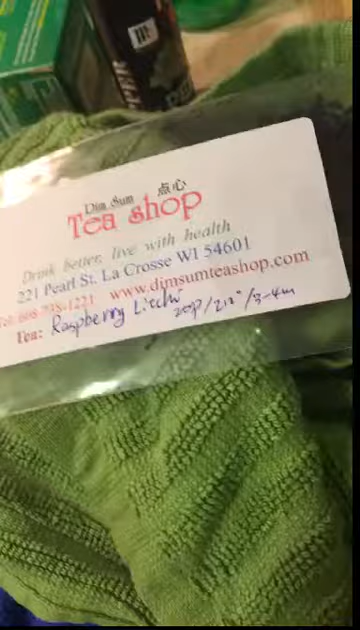 Dim Sum 点心
Tea shop
Drink better, live with health
221 Pearl St. La Crosse WI 54601
www.dimsumteashop.com
Tea: Raspberry Liechi